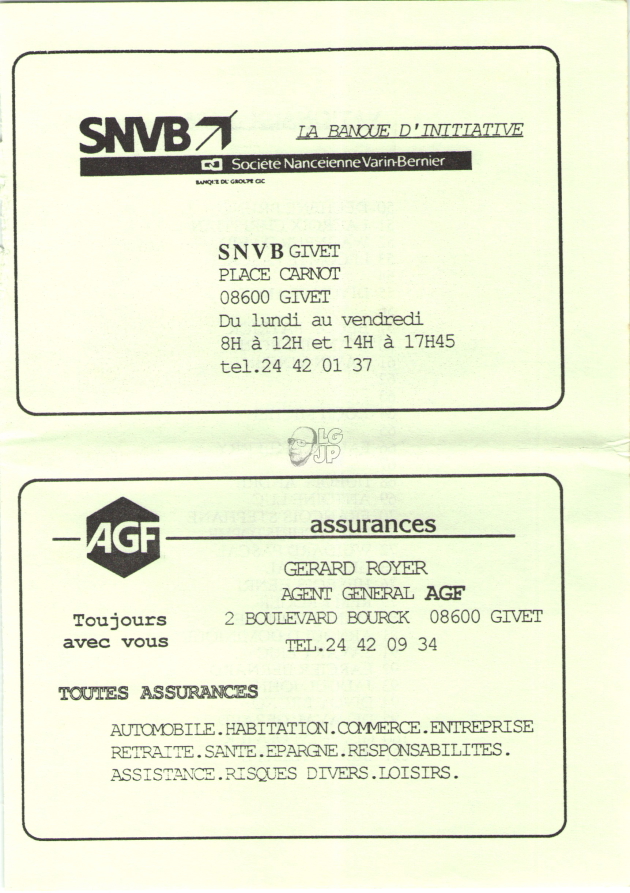 SNVB
LA BANQUE D'INITIATIVE
Société Nancéienne Varin-Bernier
BANQUE DU GROUPE CIC
SNVB GIVET
PLACE CARNOT
08600 GIVET
Du lundi au vendredi
8H à 12H et 14H à 17H45
tel.24 42 01 37
LG
JP
AGF
assurances
GERARD ROYER
AGENT GENERAL AGF
2 BOULEVARD BOURCK 08600 GIVET
TEL.24 42 09 34
Toujours
avec vous
TOUTES ASSURANCES
AUTOMOBILE.HABITATION.COMMERCE.ENTREPRISE
RETRAITE.SANTE.EPARGNE.RESPONSABILITES.
ASSISTANCE.RISQUES DIVERS.LOISIRS.